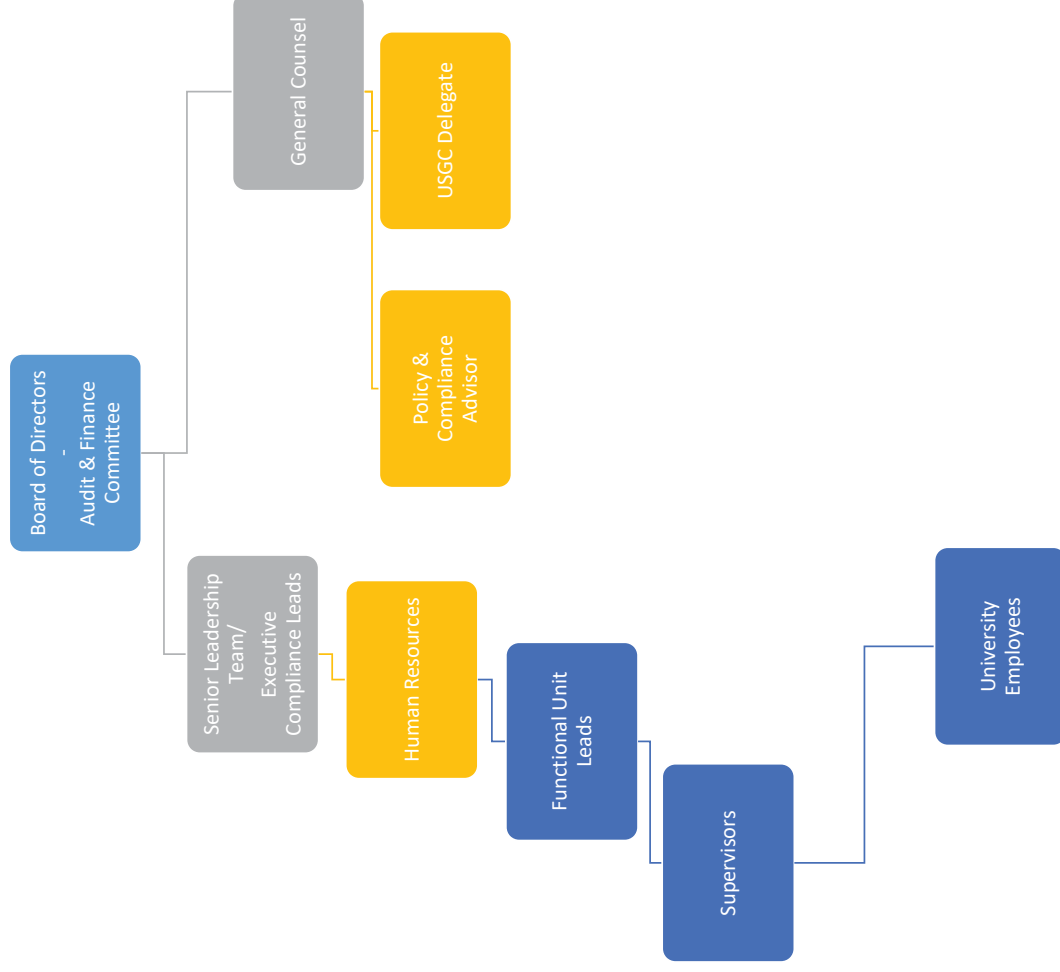 Board of Directors
-
Audit & Finance
Committee
Senior Leadership
Team/
Executive
Compliance Leads
General Counsel
Human Resources
Policy &
Compliance
Advisor
USGC Delegate
Functional Unit
Leads
Supervisors
University
Employees